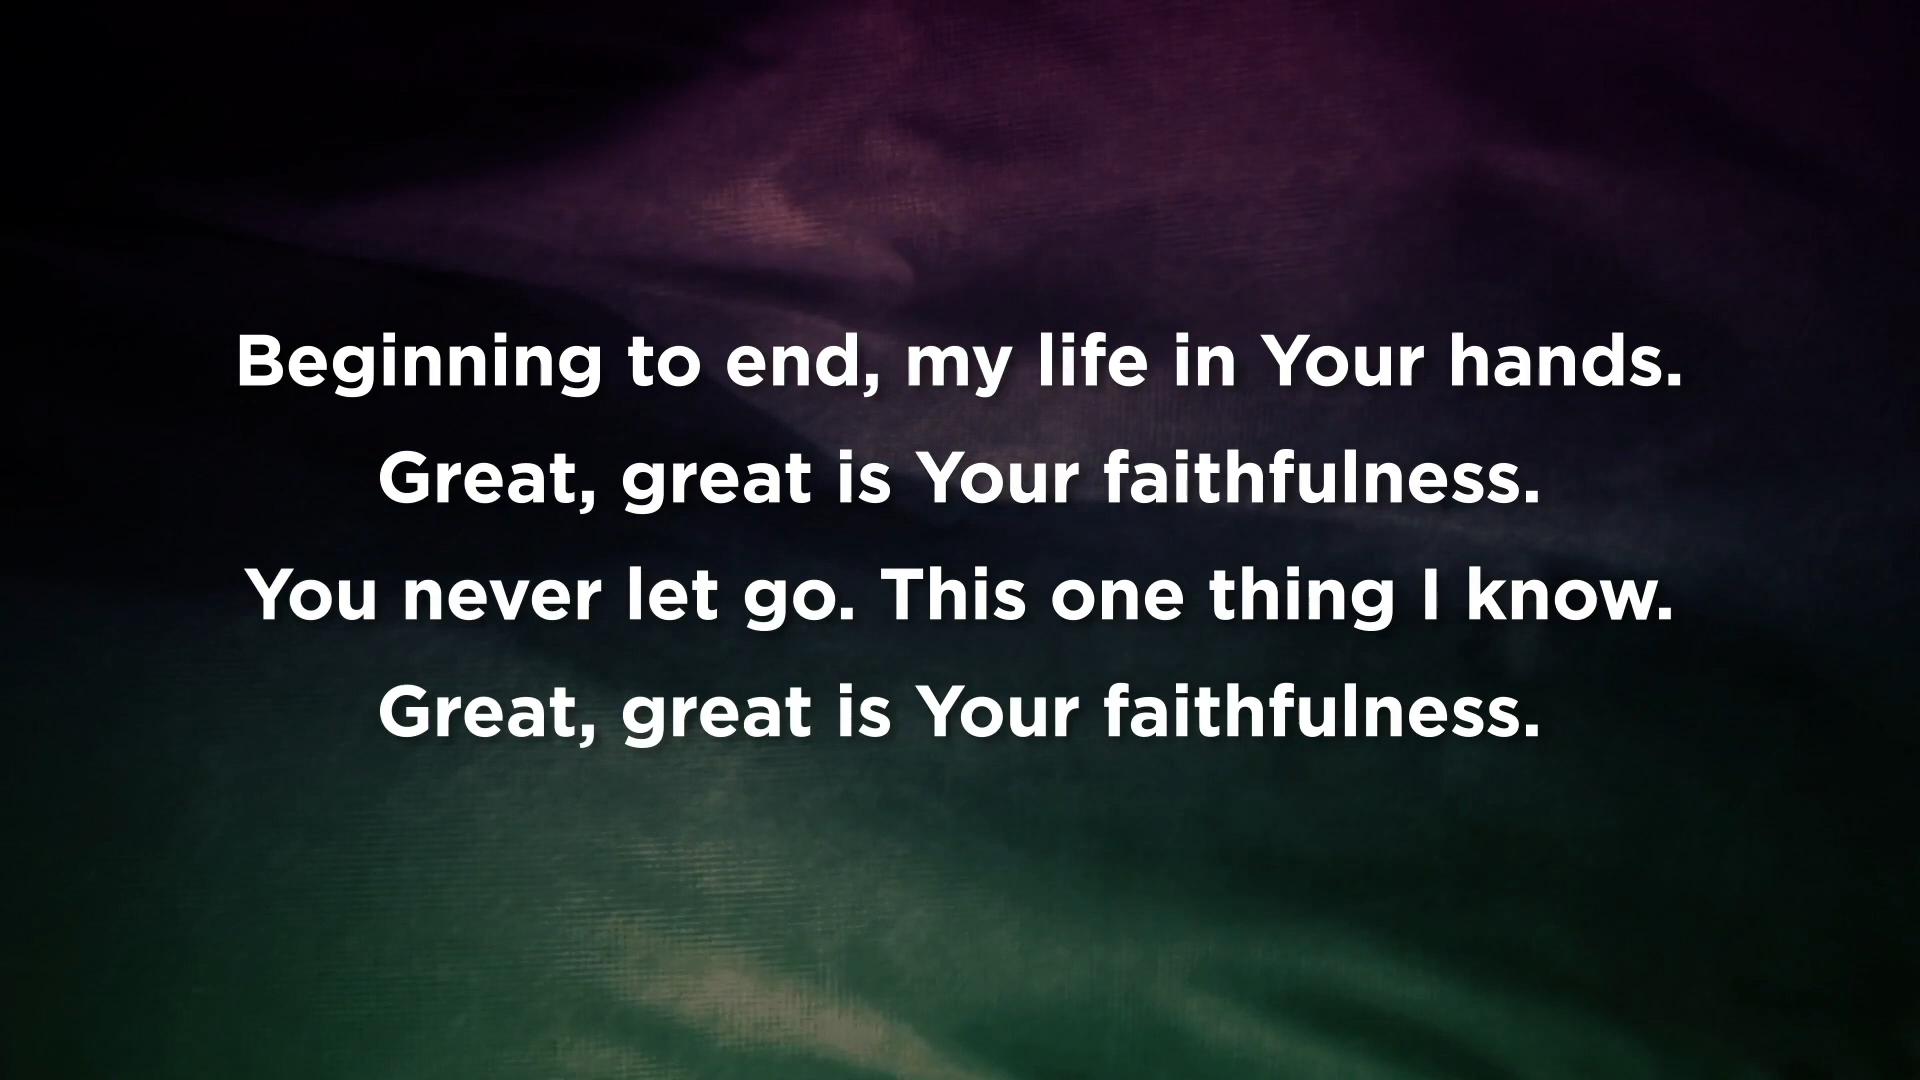 Beginning to end, my life in Your hands.
Great, great is Your faithfulness.
You never let go. This one thing I know.
Great, great is Your faithfulness.